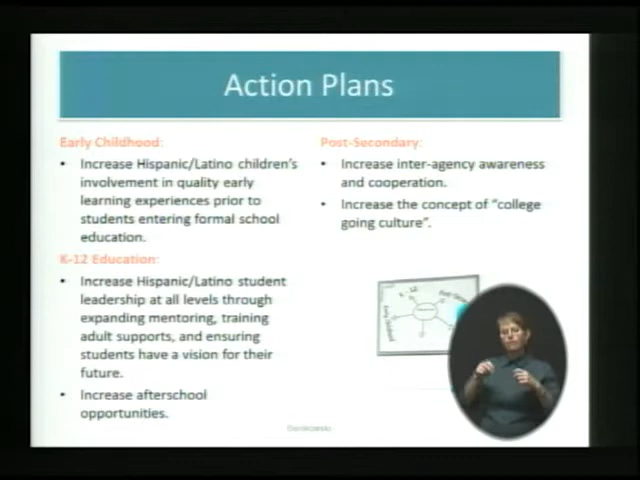 Action Plans
Early Childhood:
• Increase Hispanic/Latino children's
involvement in quality early
learning experiences prior to
students entering formal school
education.
K-12 Education:
• Increase Hispanic/Latino student
leadership at all levels through
expanding mentoring, training
adult supports, and ensuring
students have a vision for their
future.
• Increase afterschool
opportunities.
Post-Secondary:
• Increase inter-agency awareness
and cooperation.
• Increase the concept of "college
going culture".
K-12